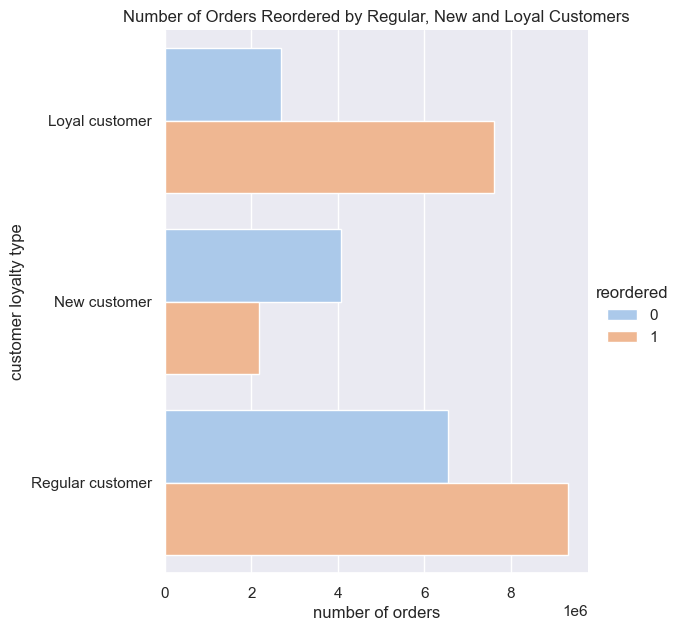 Number of Orders Reordered by Regular, New and Loyal Customers
customer loyalty type
Loyal customer
New customer
Regular customer
reordered
0
1
0 2 4 6 8
1e6
number of orders